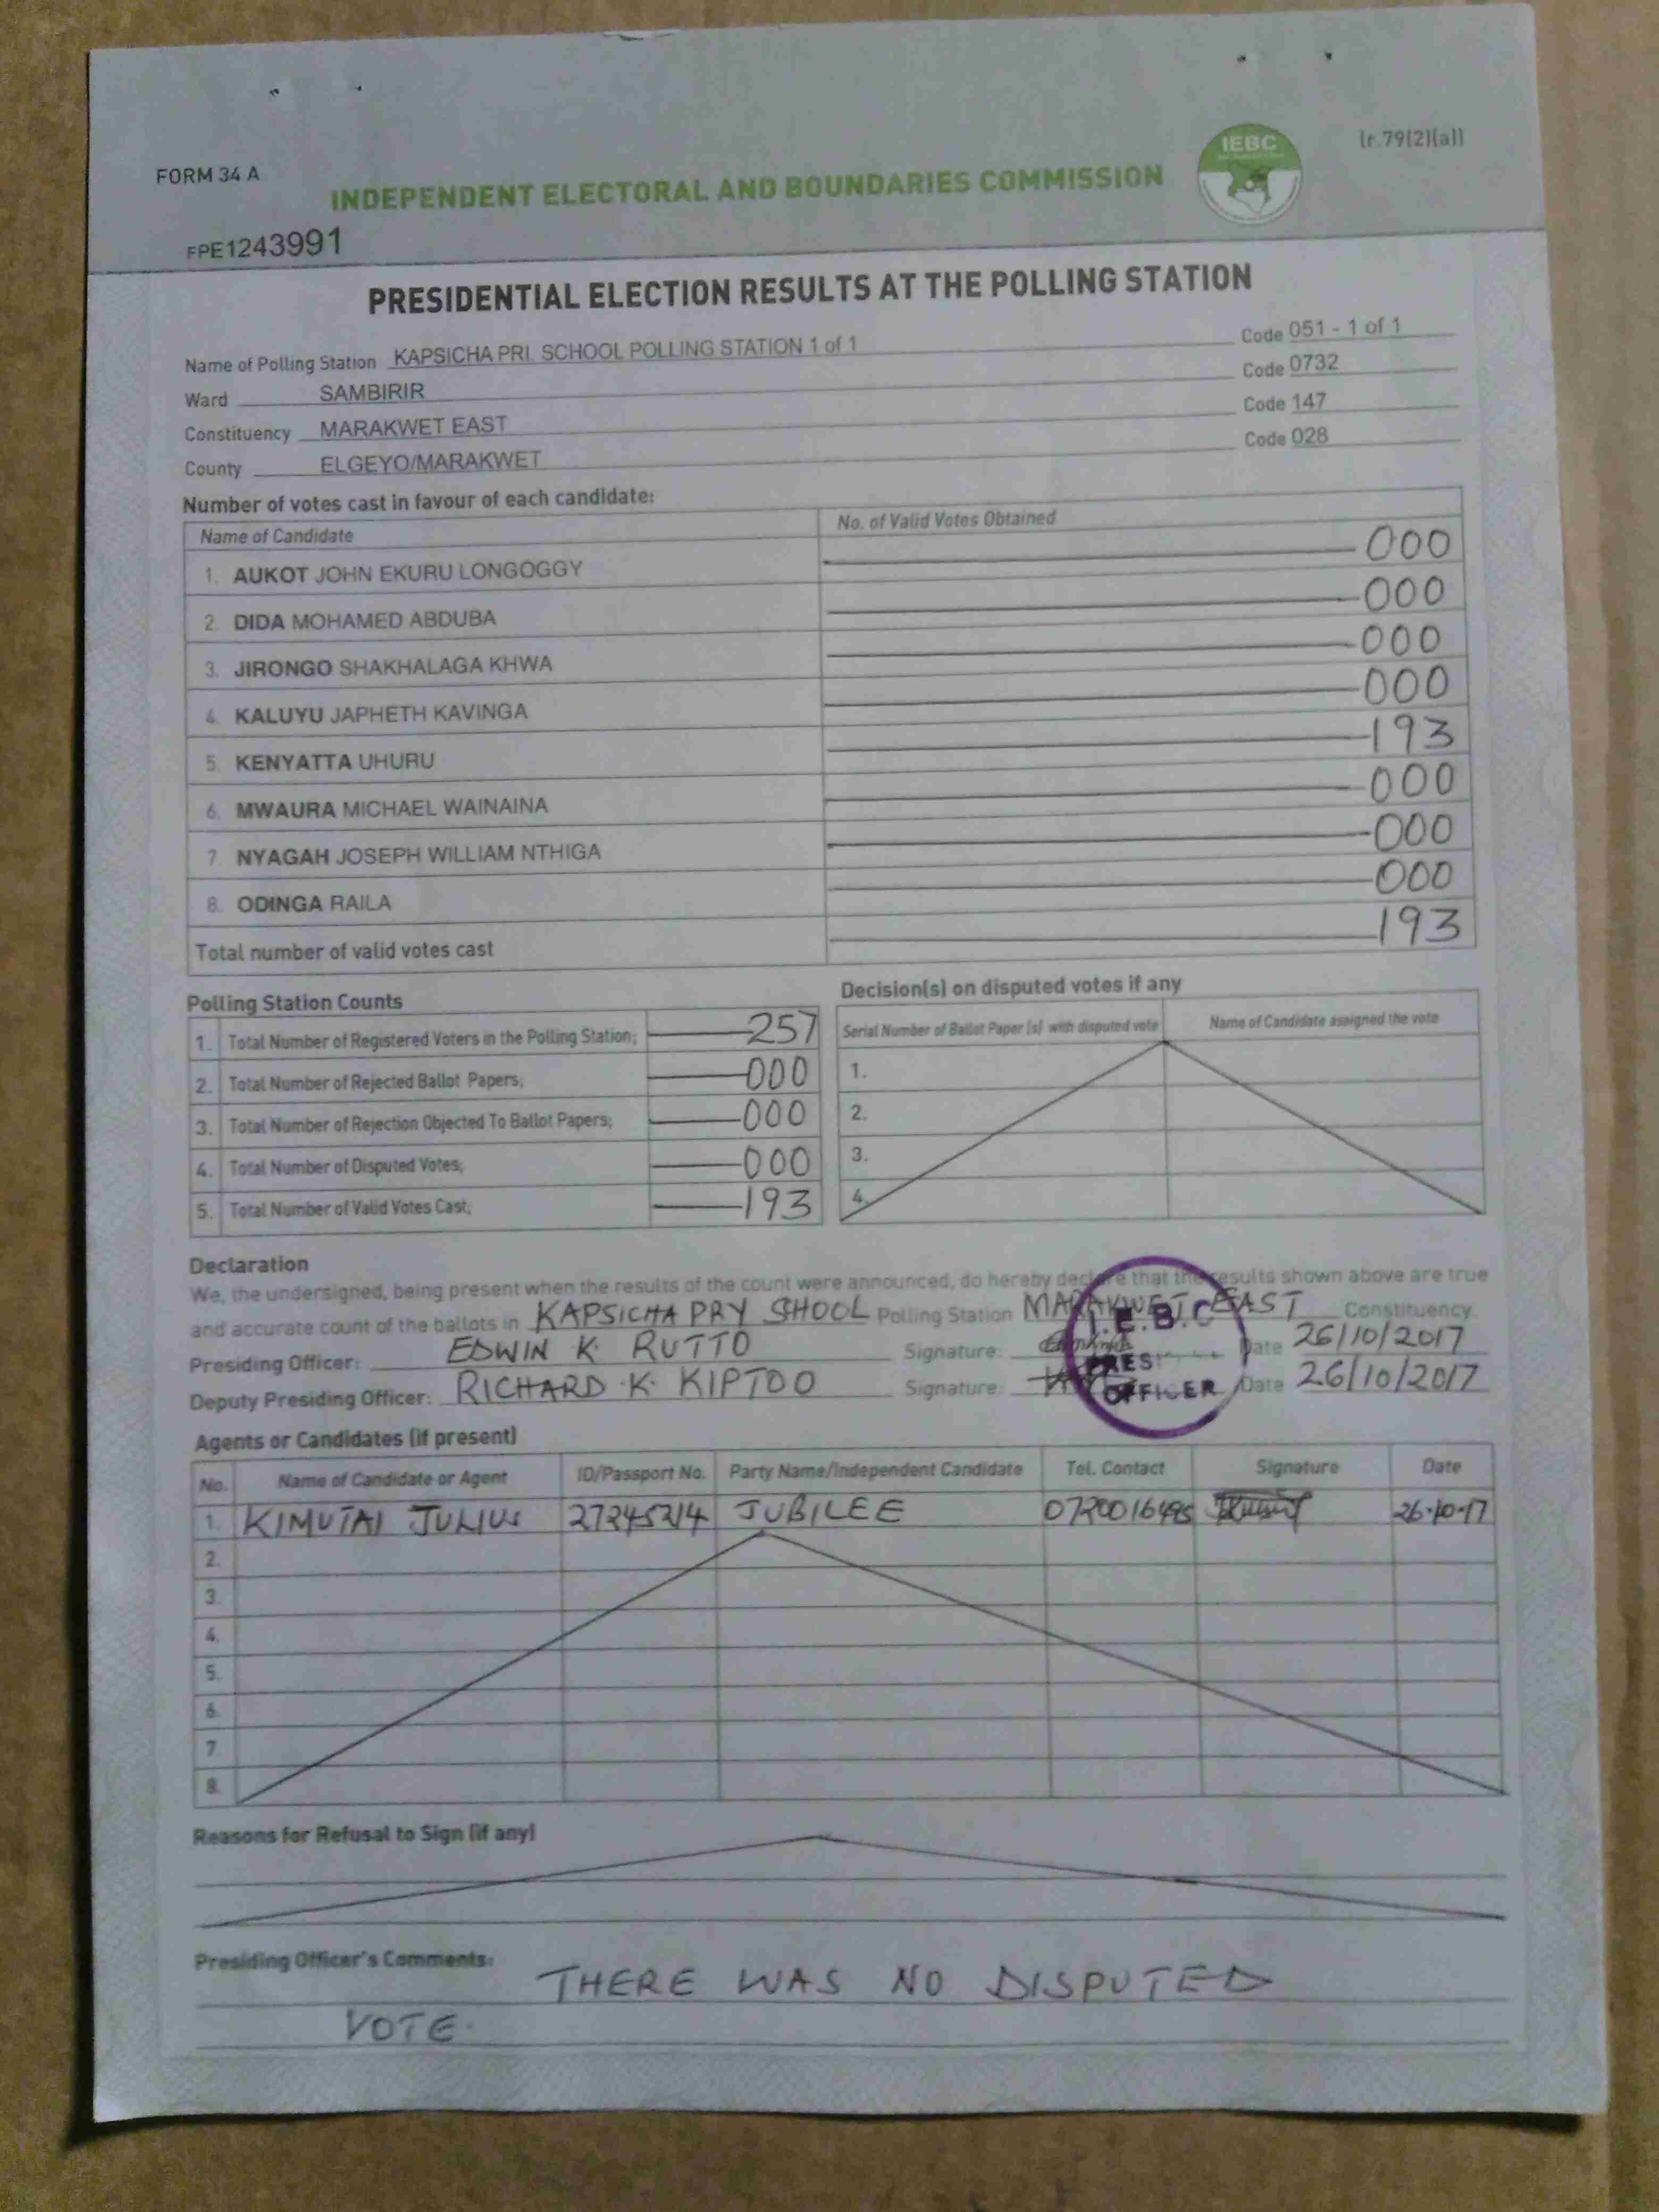 FORM 34 A
INDEPENDENT ELECTORAL AND BOUNDARIES COMMISSION
IEBC
(r.79(2)(a))
FPE1243991
PRESIDENTIAL ELECTION RESULTS AT THE POLLING STATION
Name of Polling Station KAPSICHA PRI. SCHOOL POLLING STATION 1 of 1 Code 051 - 1 of 1
Ward SAMBIRIR Code 0732
Constituency MARAKWET EAST Code 147
County ELGEYO/MARAKWET Code 028
Number of votes cast in favour of each candidate:
Name of Candidate No. of Valid Votes Obtained
1. AUKOT JOHN EKURU LONGOGGY 000
2. DIDA MOHAMED ABDUBA 000
3. JIRONGO SHAKHALAGA KHWA 000
4. KALUYU JAPHETH KAVINGA 000
5. KENYATTA UHURU 193
6. MWAURA MICHAEL WAINAINA 000
7. NYAGAH JOSEPH WILLIAM NTHIGA 000
8. ODINGA RAILA 000
Total number of valid votes cast 193
Polling Station Counts
1. Total Number of Registered Voters in the Polling Station; 257
2. Total Number of Rejected Ballot Papers; 000
3. Total Number of Rejection Objected To Ballot Papers; 000
4. Total Number of Disputed Votes; 000
5. Total Number of Valid Votes Cast; 193
Decision(s) on disputed votes if any
Serial Number of Ballot Paper (s) with disputed vote Name of Candidate assigned the vote
1.
2.
3.
4.
Declaration
We, the undersigned, being present when the results of the count were announced, do hereby declare that the results shown above are true
and accurate count of the ballots in KAPSICHA PRY SHOOL Polling Station MARAKWET EAST Constituency
Presiding Officer: EDWIN K. RUTTO Signature: Date 26/10/2017
Deputy Presiding Officer: RICHARD K. KIPTOO Signature: Date 26/10/2017
I.E.B.C
OFFICER
Agents or Candidates (if present)
No. Name of Candidate or Agent ID/Passport No. Party Name/Independent Candidate Tel. Contact Signature Date
1. KIMUTAI JULIUS JUBILEE 26-10-17
2.
3.
4.
5.
6.
7
8.
Reasons for Refusal to Sign (if any)
Presiding Officer's Comments: THERE WAS NO DISPUTED
VOTE.